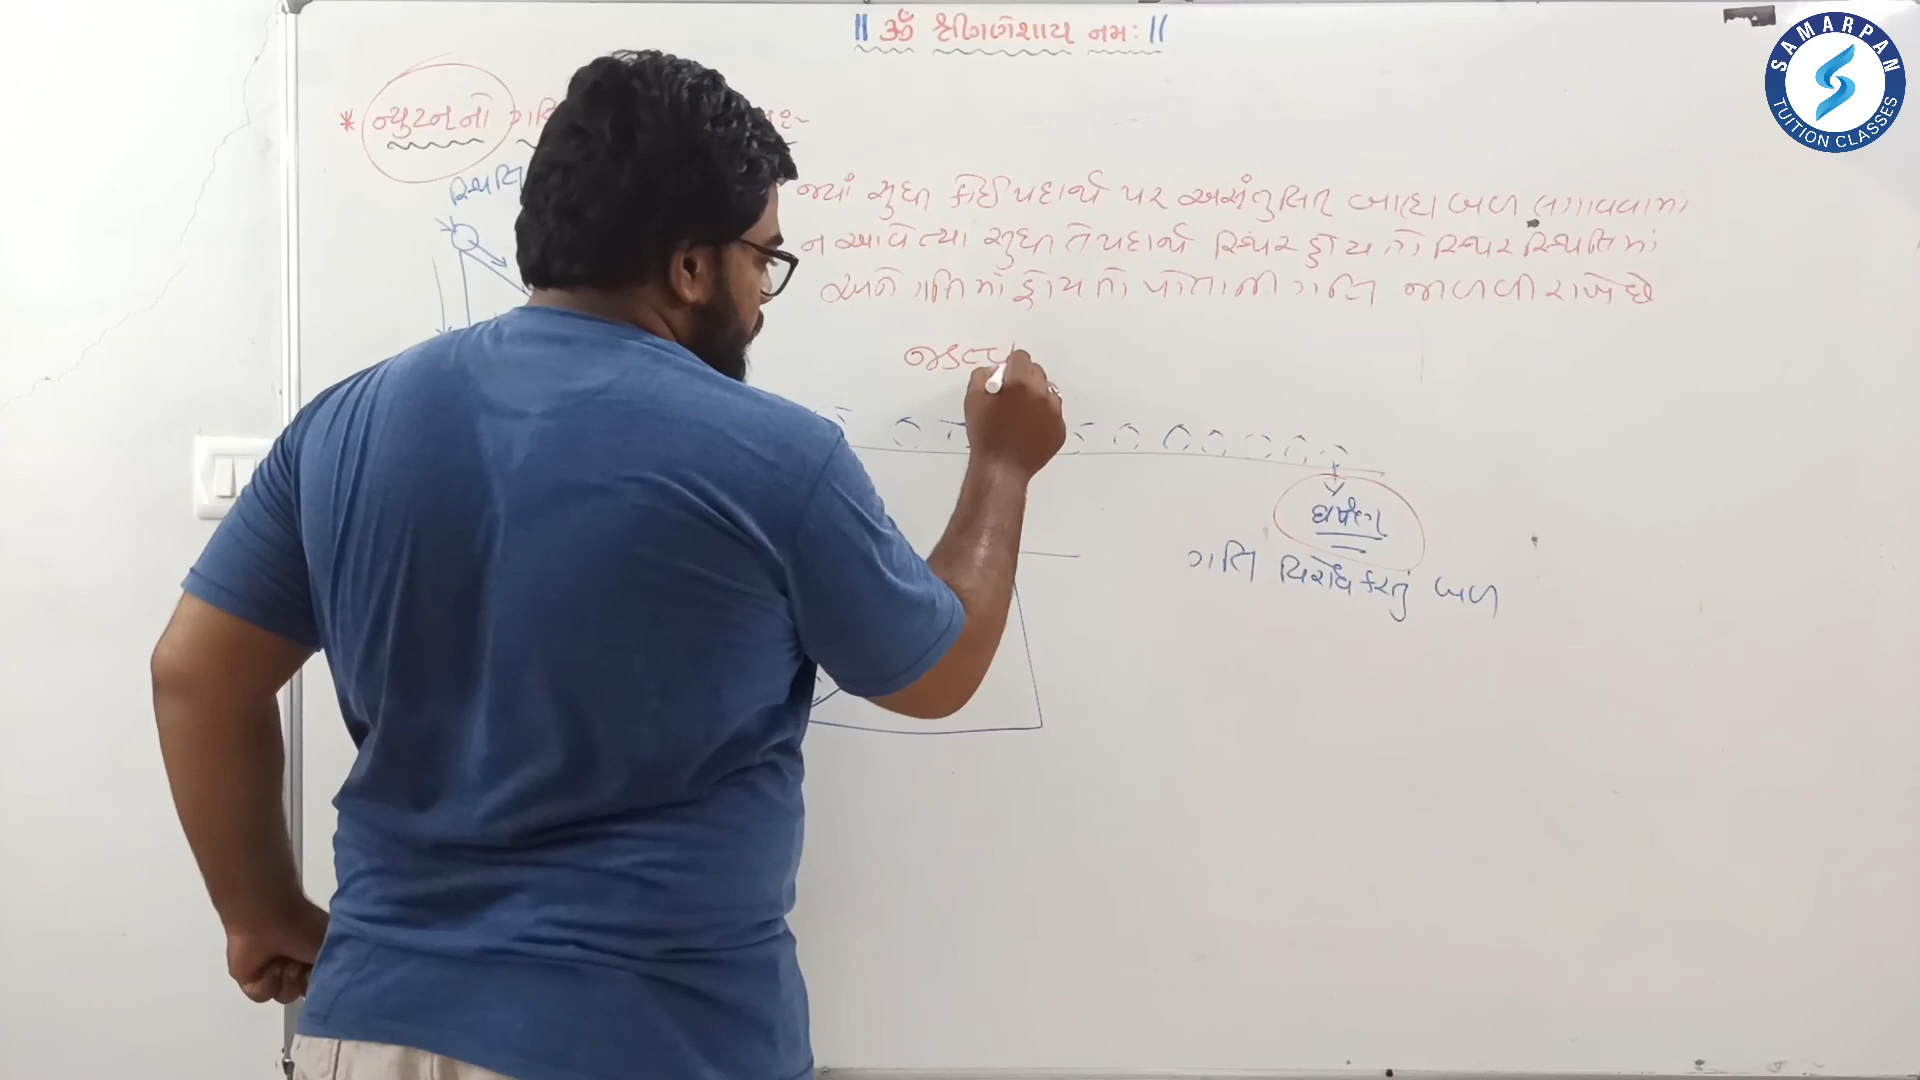 ॥ ૐ શ્રી ગણેશાય નમઃ ॥
SAMARPAN
TUITION CLASSES
* ન્યુટનનો
સ્થિતિ
જ્યાં સુધી કોઈ પદાર્થ પર અસંતુલિત બાહ્ય બળ લગાવવામાં
ન આવે ત્યા સુધી તે પદાર્થ સ્થિર હોય તો સ્થિર સ્થિતિમાં
અને ગતિમાં હોય તો પોતાની ગતિ જાળવી રાખે છે
જડત્વ
ઘર્ષણ
ગતિ વિરોધ કરતું બળ